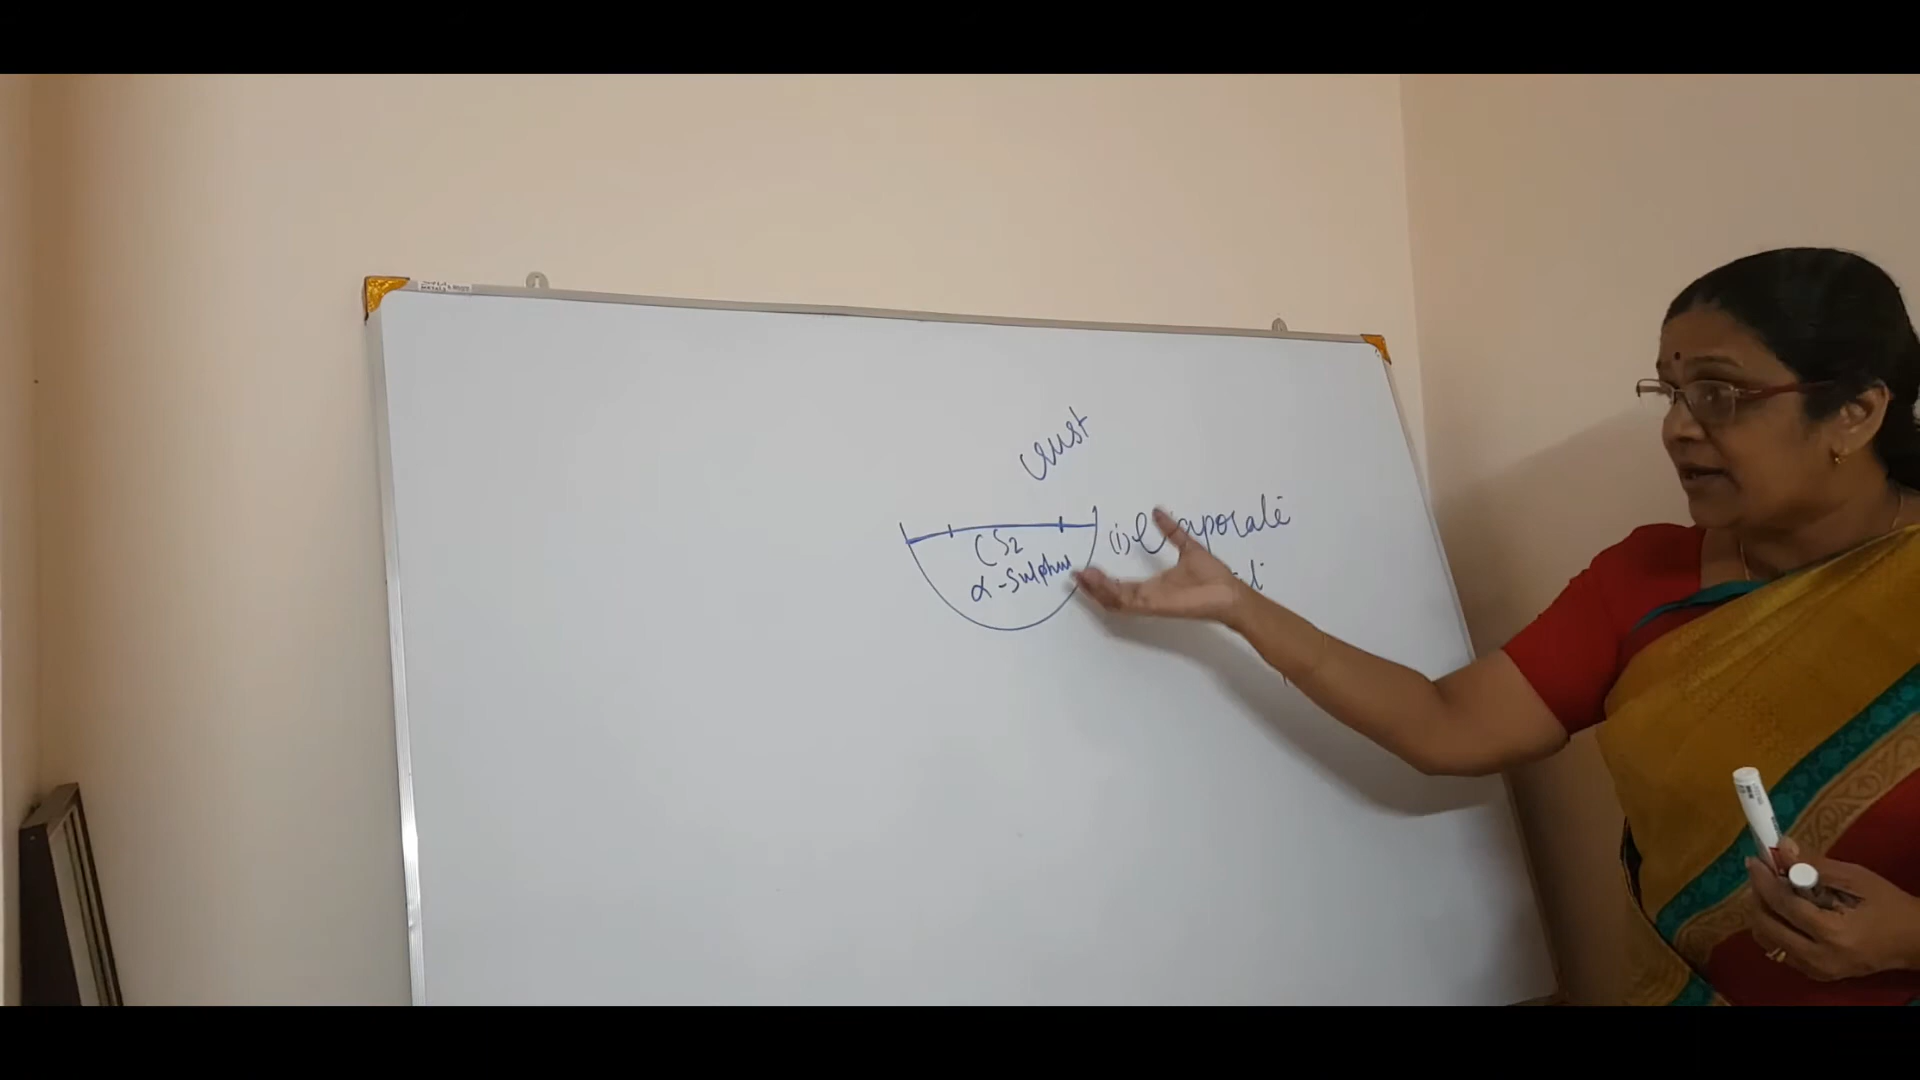 crust
CS2
α-Sulphur
(i) Evaporate